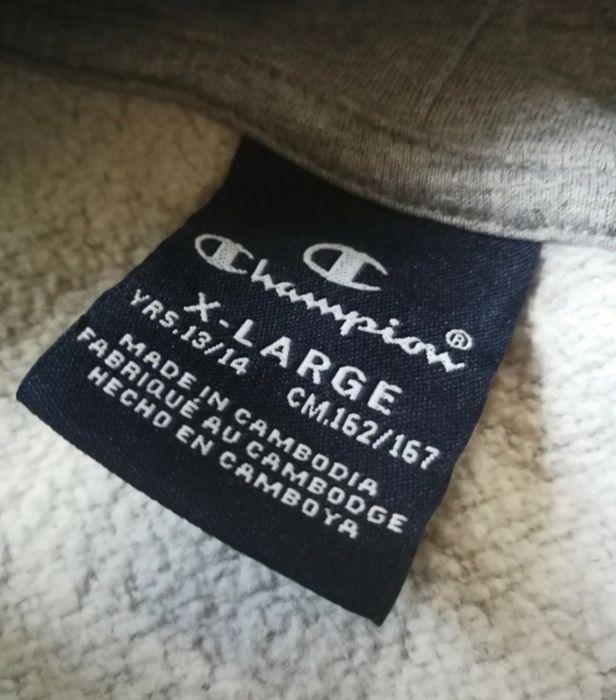 Champion®
X-LARGE
YRS.13/14 CM.162/167
MADE IN CAMBODIA
FABRIQUÉ AU CAMBODGE
HECHO EN CAMBOYA